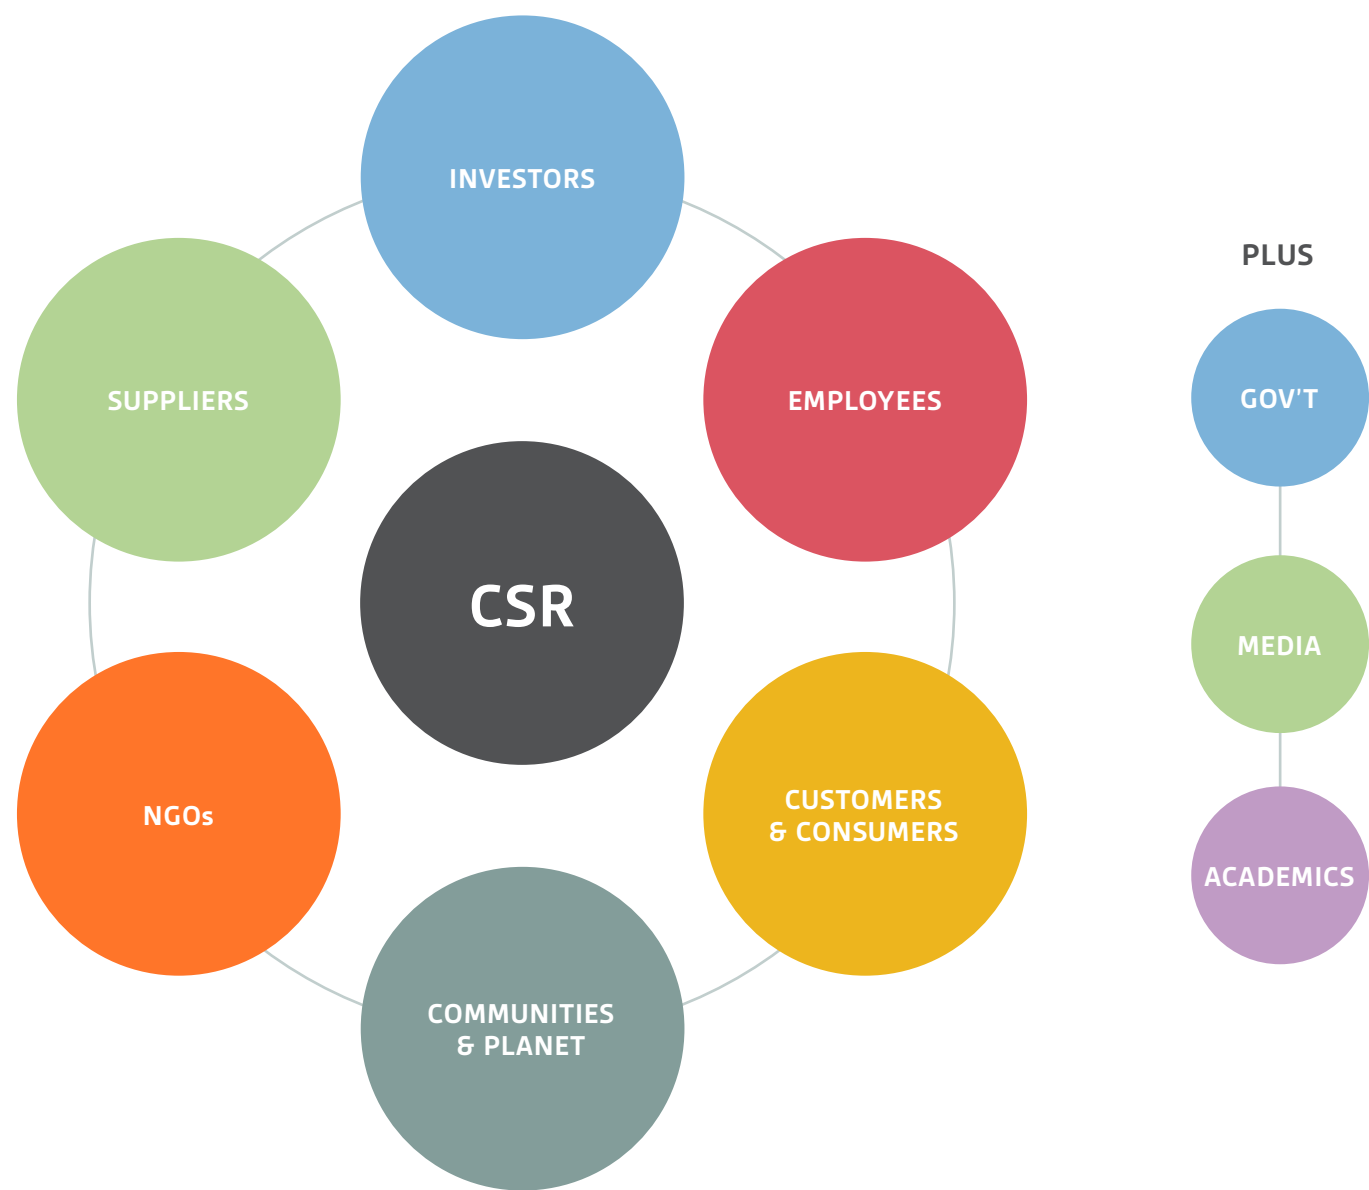 INVESTORS
SUPPLIERS
EMPLOYEES
CSR
NGOs
CUSTOMERS
& CONSUMERS
COMMUNITIES
& PLANET
PLUS
GOV'T
MEDIA
ACADEMICS